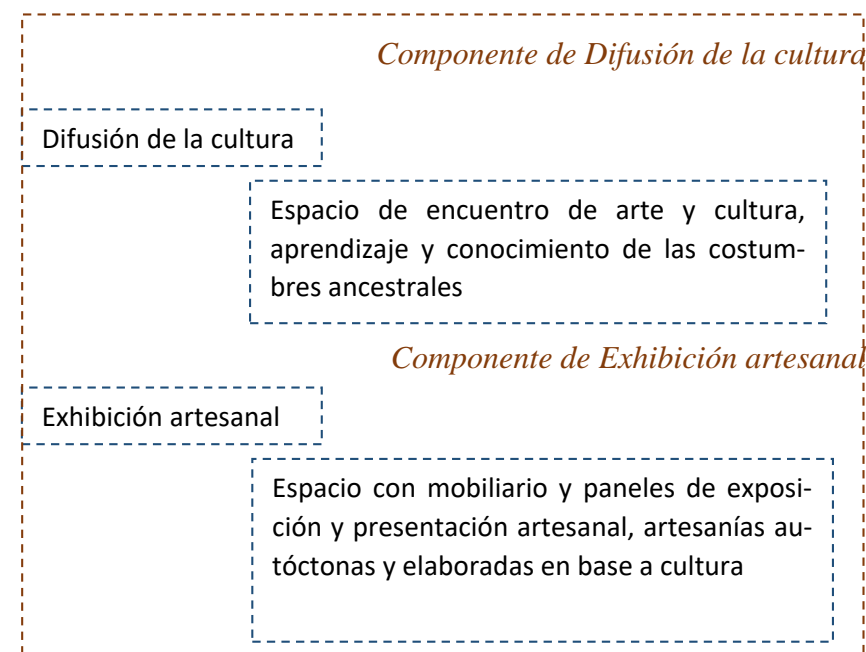 Componente de Difusión de la cultura
Difusión de la cultura
Espacio de encuentro de arte y cultura,
aprendizaje y conocimiento de las costum-
bres ancestrales
Componente de Exhibición artesanal
Exhibición artesanal
Espacio con mobiliario y paneles de exposi-
ción y presentación artesanal, artesanías au-
tóctonas y elaboradas en base a cultura